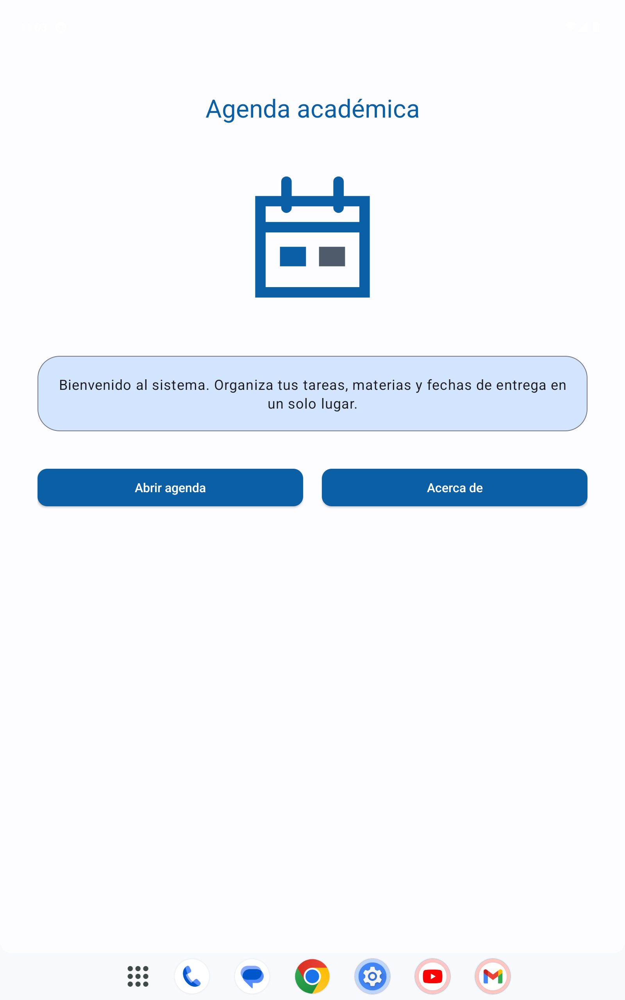 Agenda académica
Bienvenido al sistema. Organiza tus tareas, materias y fechas de entrega en
un solo lugar.
Abrir agenda
Acerca de